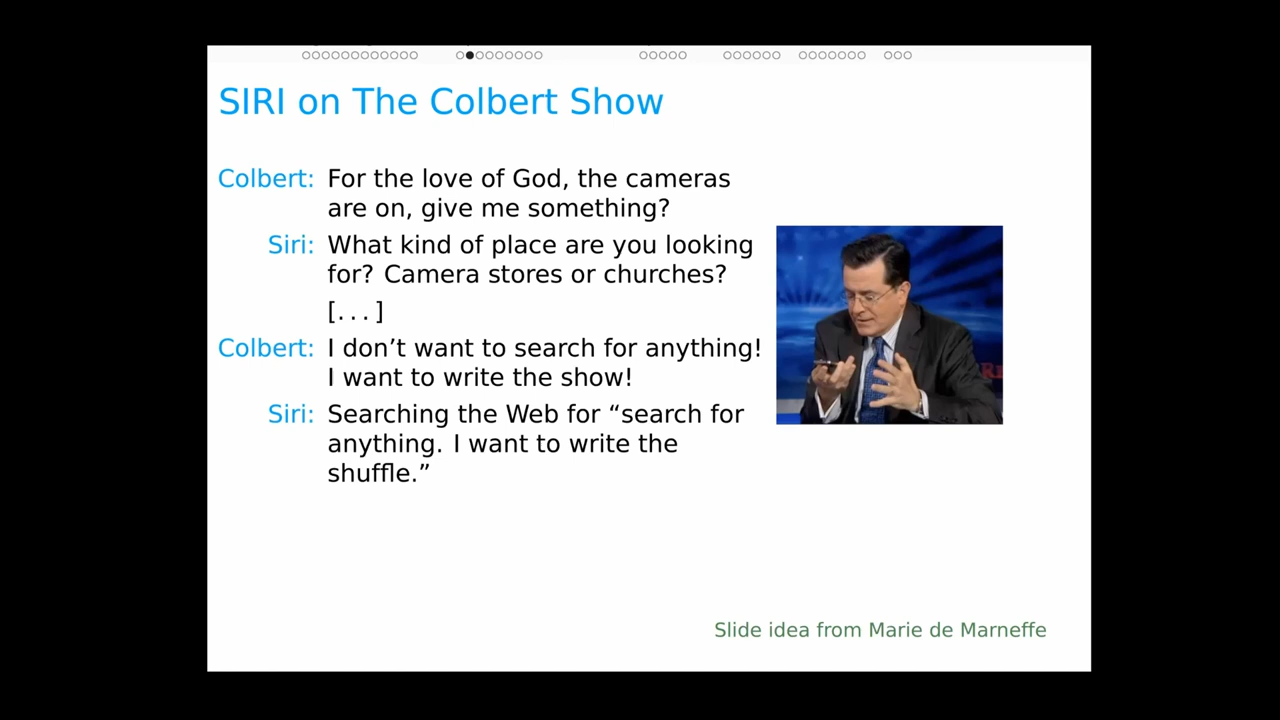 SIRI on The Colbert Show
Colbert: For the love of God, the cameras
are on, give me something?
Siri: What kind of place are you looking
for? Camera stores or churches?
[...]
Colbert: I don’t want to search for anything!
I want to write the show!
Siri: Searching the Web for “search for
anything. I want to write the
shuffle.”
Slide idea from Marie de Marneffe